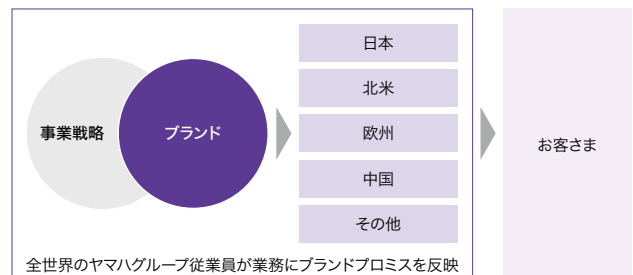 事業戦略
ブランド
日本
北米
欧州
中国
その他
お客さま
全世界のヤマハグループ従業員が業務にブランドプロミスを反映